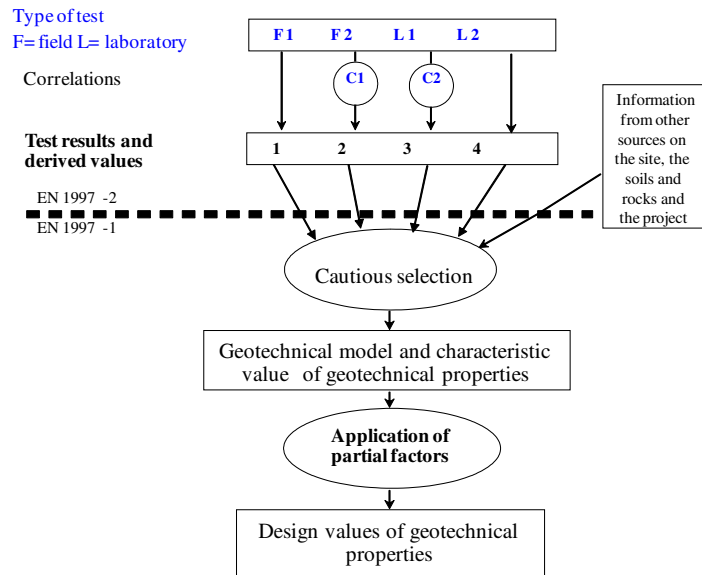 Type of test
F= field L= laboratory
F 1 F 2 L 1 L 2
Correlations
C1 C2
Information
from other
sources on
the site, the
soils and
rocks and
the project
Test results and
derived values
1 2 3 4
EN 1997 -2
EN 1997 -1
Cautious selection
Geotechnical model and characteristic
value of geotechnical properties
Application of
partial factors
Design values of geotechnical
properties